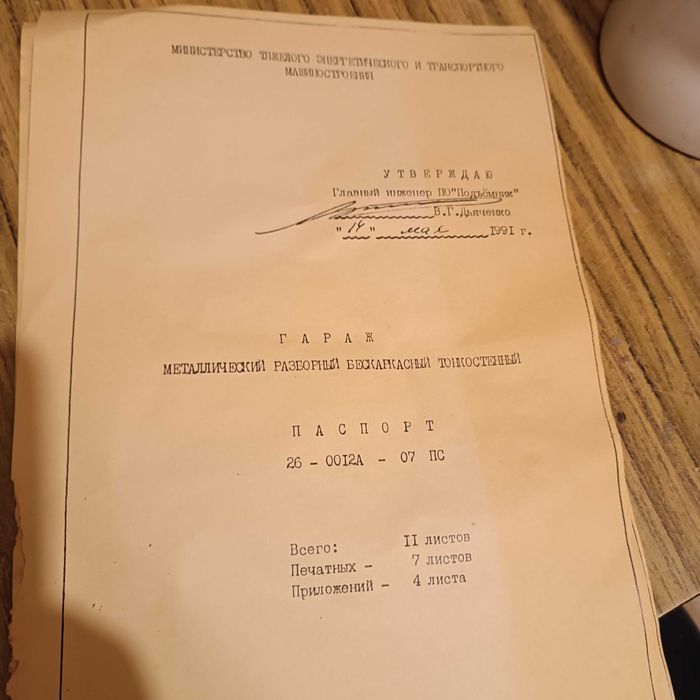 МИНИСТЕРСТВО ТЯЖЕЛОГО ЭНЕРГЕТИЧЕСКОГО И ТРАНСПОРТНОГО
МАШИНОСТРОЕНИЯ
УТВЕРЖДАЮ
Главный инженер ПО "Подъёмник"
В.Г.Дьяченко
"14" мая 1991 г.
ГАРАЖ
МЕТАЛЛИЧЕСКИЙ РАЗБОРНЫЙ БЕСКАРКАСНЫЙ ТОНКОСТЕННЫЙ
ПАСПОРТ
26 - 0012А - 07 ПС
Всего: 11 листов
Печатных - 7 листов
Приложений - 4 листа